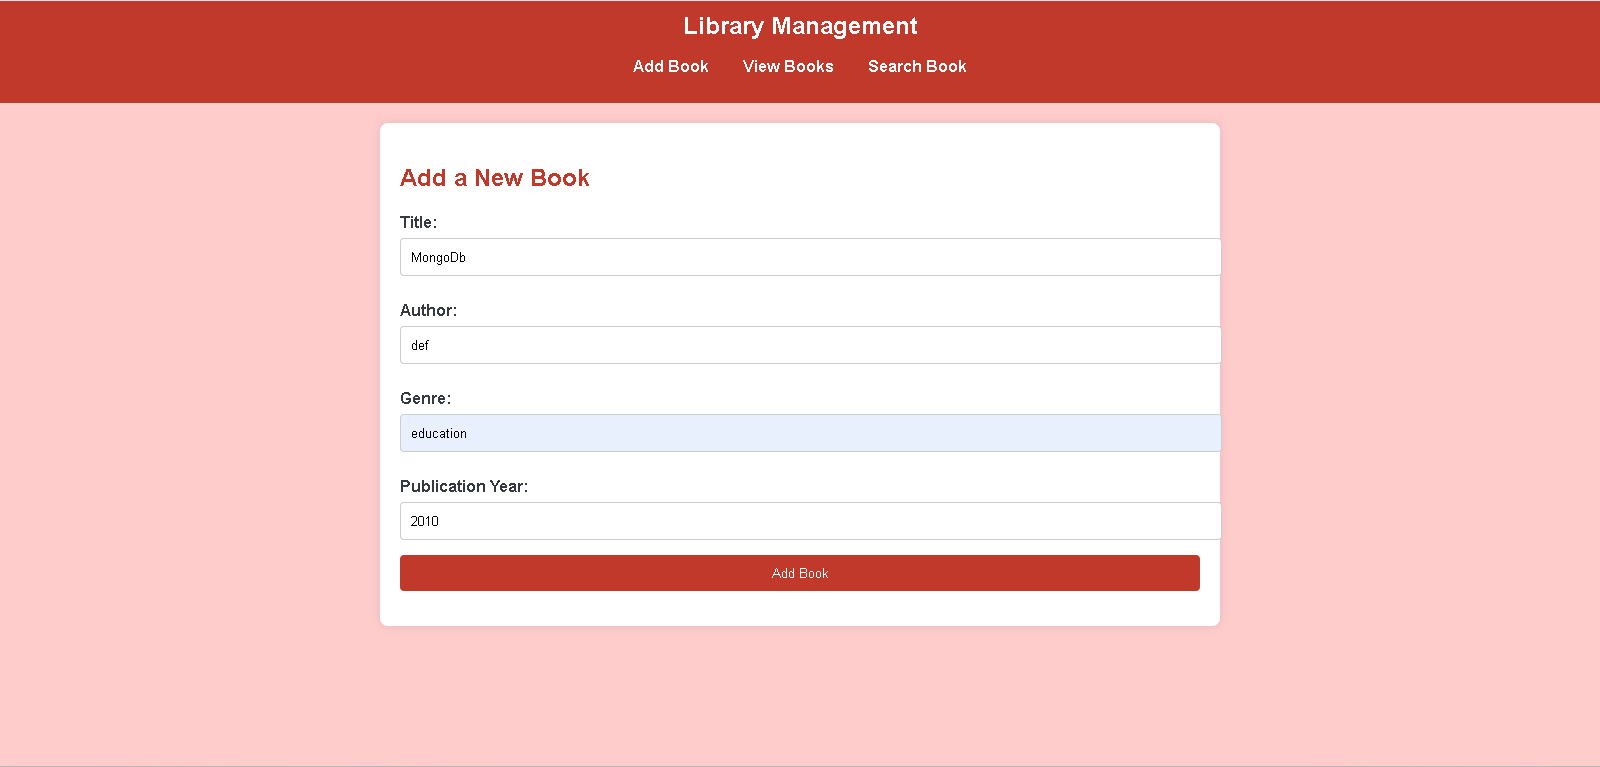 Library Management
Add Book View Books Search Book
Add a New Book
Title:
MongoDb
Author:
def
Genre:
education
Publication Year:
2010
Add Book